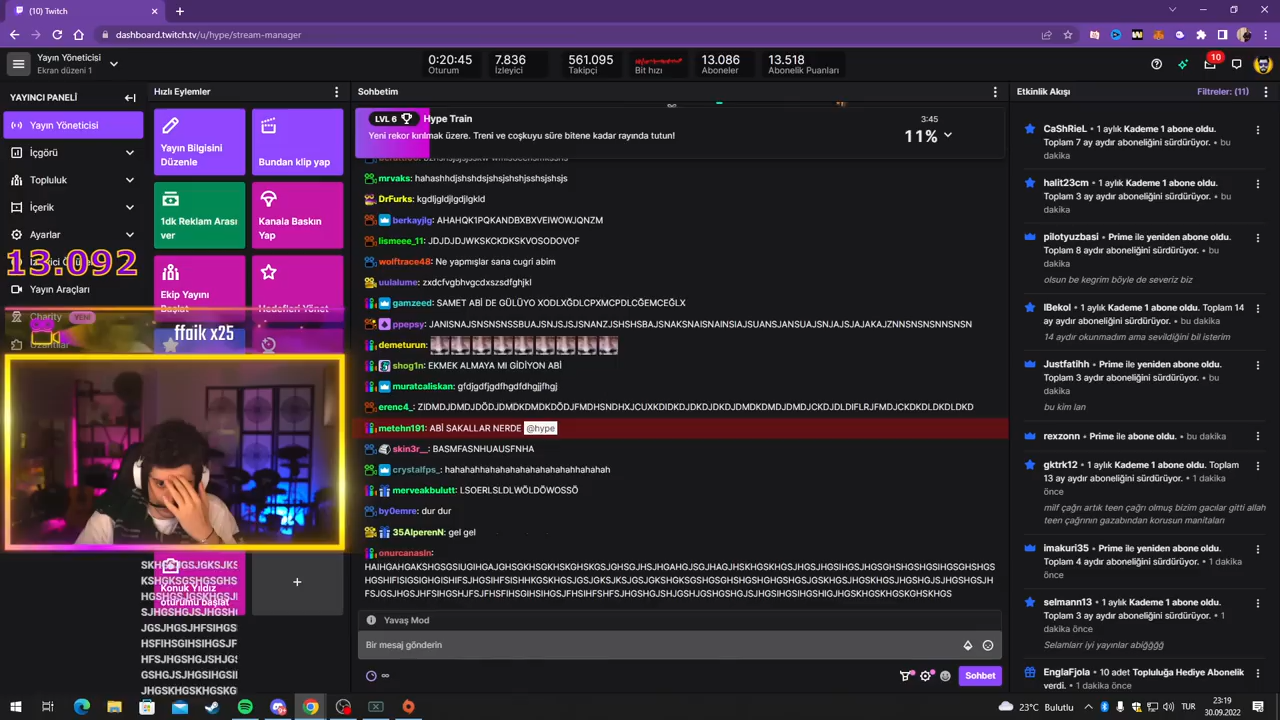 (10) Twitch
dashboard.twitch.tv/u/hype/stream-manager
Yayın Yöneticisi
Ekran düzeni 1
0:20:45
Oturum
7.836
İzleyici
561.095
Takipçi
Bit hızı
13.086
Aboneler
13.518
Abonelik Puanları
10
YAYINCI PANELİ
Yayın Yöneticisi
İçgörü
Topluluk
İçerik
Ayarlar
13.092
Yayın Araçları
Charity YENİ
ffaik x25
Hızlı Eylemler
Yayın Bilgisini
Düzenle
Bundan klip yap
1dk Reklam Arası
ver
Kanala Baskın
Yap
Ekip Yayını
Başlat
Hedefleri Yönet
Konuk Yıldız
oturumu başlat
Sohbetim
LVL 6 Hype Train
Yeni rekor kırılmak üzere. Treni ve coşkuyu süre bitene kadar rayında tutun!
3:45
11%
mrvaks: hahashhdjshshdsjshsjshshjsshsjshsjs
DrFurks: kgdljgldjgldjlgkld
berkayjlg: AHAHQK1PQKANDBXBXVEIWOWJQNZM
lismeee_11: JDJDJDJWKSKCKDKSKVOSODOVOF
wolftrace48: Ne yapmışlar sana cugri abim
uulalume: zxdcfvgbhvgcdxszsdfghjkl
gamzeed: SAMET ABİ DE GÜLÜYO XODLXĞDLCPXMCPDLCĞEMCEĞLX
ppepsy: JANISNAJSNSNSNSSBUAJSNJSJSJSNANZJSHSHSBAJSNAKSNAISNAINSIAJSUANSJANSUAJSNJAJSJAJAKAJZNNSNSNSNNSNSN
demeturun:
shog1n: EKMEK ALMAYA MI GİDİYON ABİ
muratcaliskan: gfdjgdfjgdfhgdfdhgjjfhgj
erenc4_: ZIDMDJDMDJDÖDJDMDKDMDKDÖDJFMDHSNDHXJCUXKDIDKDJDKDJDKDJDKDJDMDKDMDJDMDJCKDJDLDIFLRJFMDJCKDKDLDKDLDKD
metehn191: ABİ SAKALLAR NERDE @hype
skin3r__: BASMFASNHUAUSFNHA
crystalfps_: hahahahhahahahahahahahahahhahahah
merveakbulutt: LSOERLSLDLWÖLDÖWOSSÖ
by0emre: dur dur
35AlperenN: gel gel
onurcanasln:
Yavaş Mod
Bir mesaj gönderin
Sohbet
Etkinlik Akışı
Filtreler: (11)
CaShRieL • 1 aylık Kademe 1 abone oldu.
Toplam 7 ay aydır aboneliğini sürdürüyor. • bu
dakika
halit23cm • 1 aylık Kademe 1 abone oldu.
Toplam 3 ay aydır aboneliğini sürdürüyor. • bu
dakika
pilotyuzbasi • Prime ile yeniden abone oldu.
Toplam 8 aydır aboneliğini sürdürüyor. • bu
dakika
olsun be kegrim böyle de severiz biz
IBekol • 1 aylık Kademe 1 abone oldu. Toplam 14
ay aydır aboneliğini sürdürüyor. • bu dakika
14 aydır okunmadım ama sevildiğini bil isterim
Justfatihh • Prime ile yeniden abone oldu.
Toplam 3 aydır aboneliğini sürdürüyor. • bu
dakika
bu kim lan
rexzonn • Prime ile abone oldu. • bu dakika
gktrk12 • 1 aylık Kademe 1 abone oldu. Toplam
13 ay aydır aboneliğini sürdürüyor. • 1 dakika
önce
milf çağrı artık teen çağrı olmuş bizim gacılar gitti allah
teen çağrının gazabından korusun manitaları
imakuri35 • Prime ile yeniden abone oldu.
Toplam 4 aydır aboneliğini sürdürüyor. • 1 dakika
önce
selmann13 • 1 aylık Kademe 1 abone oldu.
Toplam 3 ay aydır aboneliğini sürdürüyor. • 1
dakika önce
Selamlarr iyi yayınlar abiğğğğ
EnglaFjola • 10 adet Topluluğa Hediye Abonelik
verdi. • 1 dakika önce
23°C Bulutlu
TUR
23:19
30.09.2022